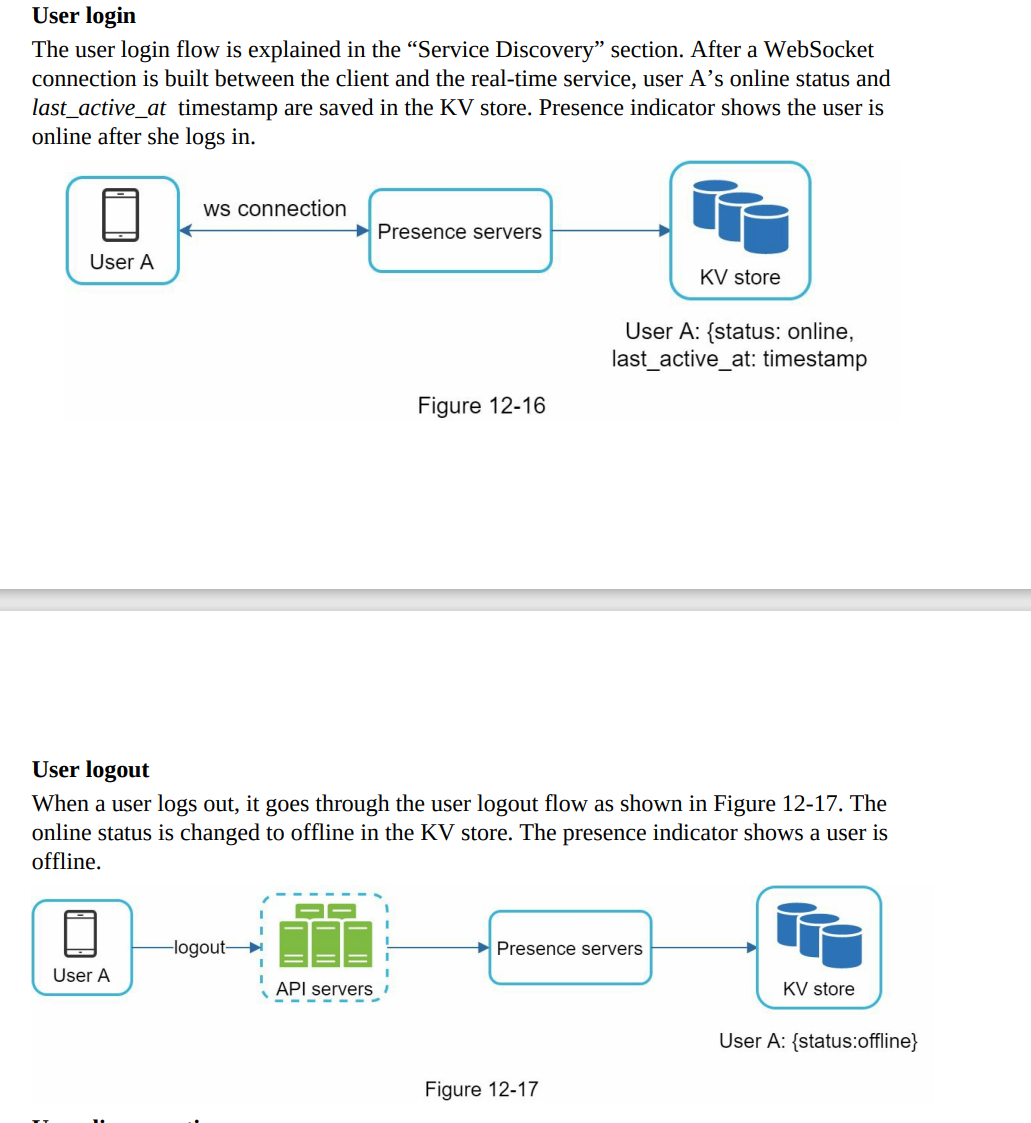 User login
The user login flow is explained in the “Service Discovery” section. After a WebSocket
connection is built between the client and the real-time service, user A’s online status and
last_active_at timestamp are saved in the KV store. Presence indicator shows the user is
online after she logs in.
ws connection
Presence servers
User A
KV store
User A: {status: online,
last_active_at: timestamp
Figure 12-16
User logout
When a user logs out, it goes through the user logout flow as shown in Figure 12-17. The
online status is changed to offline in the KV store. The presence indicator shows a user is
offline.
logout
Presence servers
User A
API servers
KV store
User A: {status:offline}
Figure 12-17